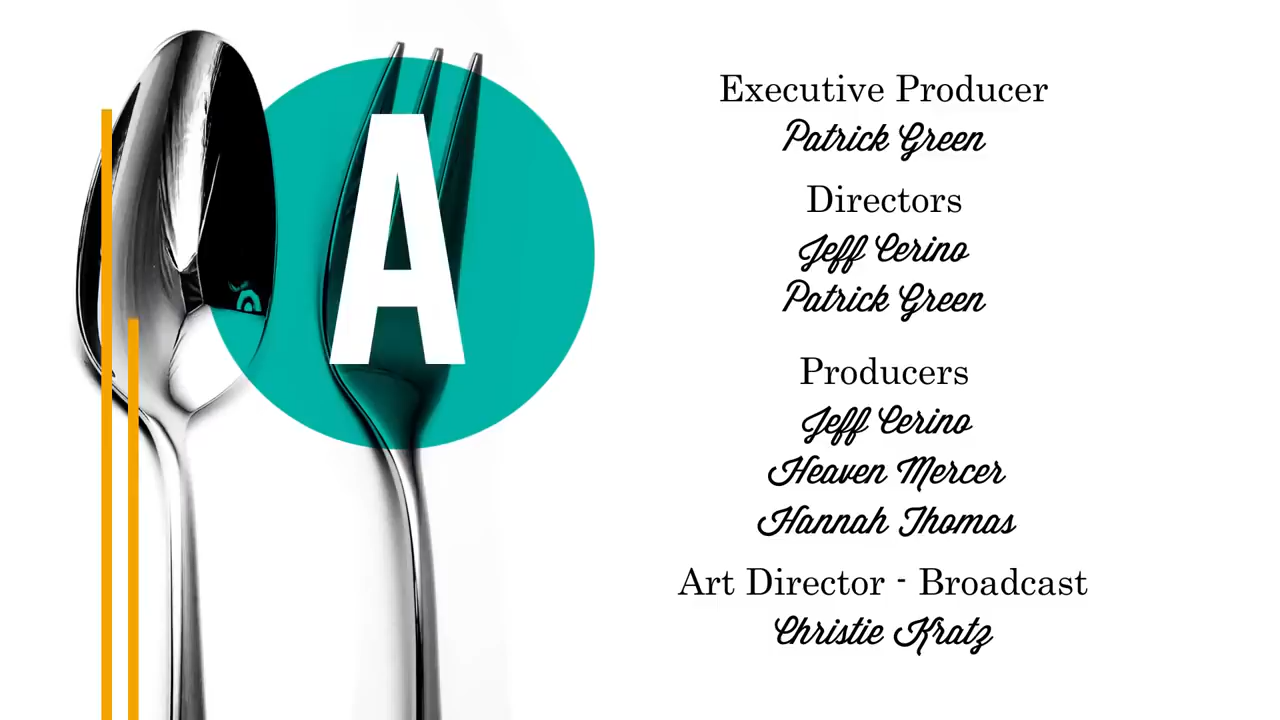 A
Executive Producer
Patrick Green
Directors
Jeff Cerino
Patrick Green
Producers
Jeff Cerino
Heaven Mercer
Hannah Thomas
Art Director - Broadcast
Christie Kratz